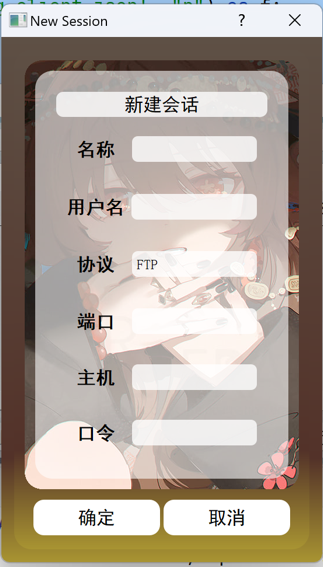 New Session
?
新建会话
名称
用户名
协议 FTP
端口
主机
口令
确定 取消